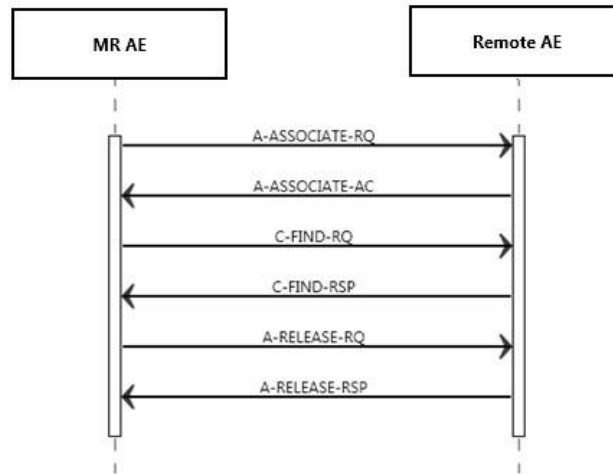 MR AE
Remote AE
A-ASSOCIATE-RQ
A-ASSOCIATE-AC
C-FIND-RQ
C-FIND-RSP
A-RELEASE-RQ
A-RELEASE-RSP